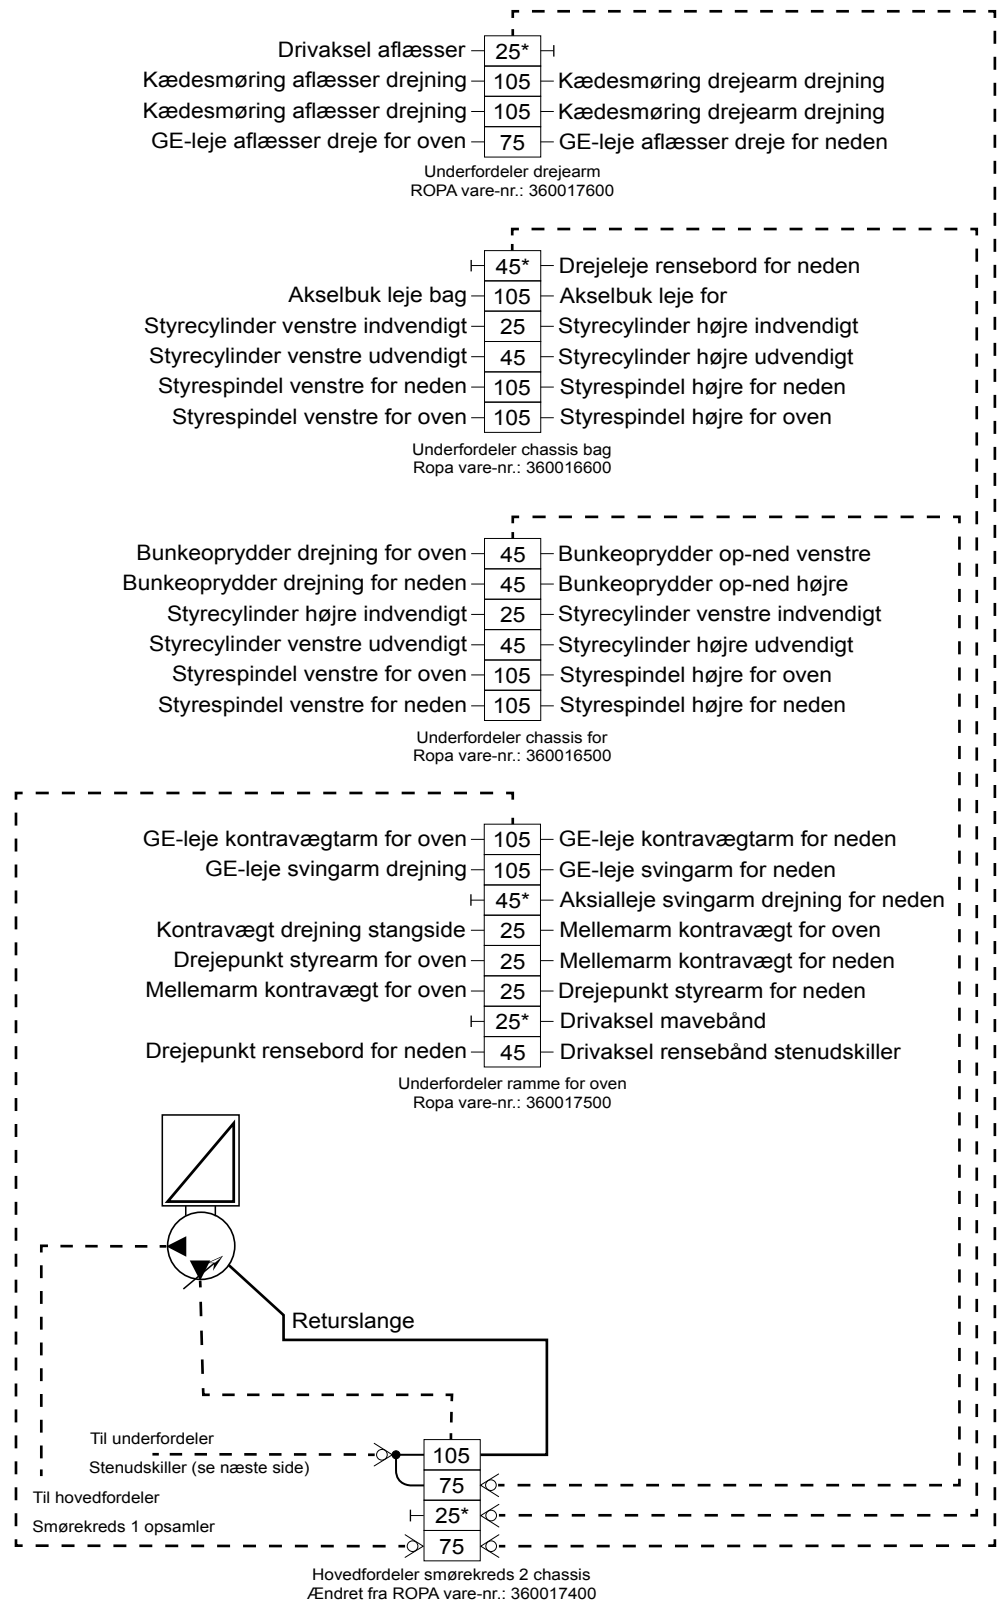 Drivaksel aflæsser 25*
Kædesmøring aflæsser drejning 105 Kædesmøring drejearm drejning
Kædesmøring aflæsser drejning 105 Kædesmøring drejearm drejning
GE-leje aflæsser dreje for oven 75 GE-leje aflæsser dreje for neden
Underfordeler drejearm
ROPA vare-nr.: 360017600
45* Drejeleje rensebord for neden
Akselbuk leje bag 105 Akselbuk leje for
Styrecylinder venstre indvendigt 25 Styrecylinder højre indvendigt
Styrecylinder venstre udvendigt 45 Styrecylinder højre udvendigt
Styrespindel venstre for neden 105 Styrespindel højre for neden
Styrespindel venstre for oven 105 Styrespindel højre for oven
Underfordeler chassis bag
Ropa vare-nr.: 360016600
Bunkeoprydder drejning for oven 45 Bunkeoprydder op-ned venstre
Bunkeoprydder drejning for neden 45 Bunkeoprydder op-ned højre
Styrecylinder højre indvendigt 25 Styrecylinder venstre indvendigt
Styrecylinder venstre udvendigt 45 Styrecylinder højre udvendigt
Styrespindel venstre for oven 105 Styrespindel højre for oven
Styrespindel venstre for neden 105 Styrespindel højre for neden
Underfordeler chassis for
Ropa vare-nr.: 360016500
GE-leje kontravægtarm for oven 105 GE-leje kontravægtarm for neden
GE-leje svingarm drejning 105 GE-leje svingarm for neden
45* Aksialleje svingarm drejning for neden
Kontravægt drejning stangside 25 Mellemarm kontravægt for oven
Drejepunkt styrearm for oven 25 Mellemarm kontravægt for neden
Mellemarm kontravægt for oven 25 Drejepunkt styrearm for neden
25* Drivaksel mavebånd
Drejepunkt rensebord for neden 45 Drivaksel rensebånd stenudskiller
Underfordeler ramme for oven
Ropa vare-nr.: 360017500
Returslange
Til underfordeler
Stenudskiller (se næste side)
Til hovedfordeler
Smørekreds 1 opsamler
105
75
25*
75
Hovedfordeler smørekreds 2 chassis
Ændret fra ROPA vare-nr.: 360017400